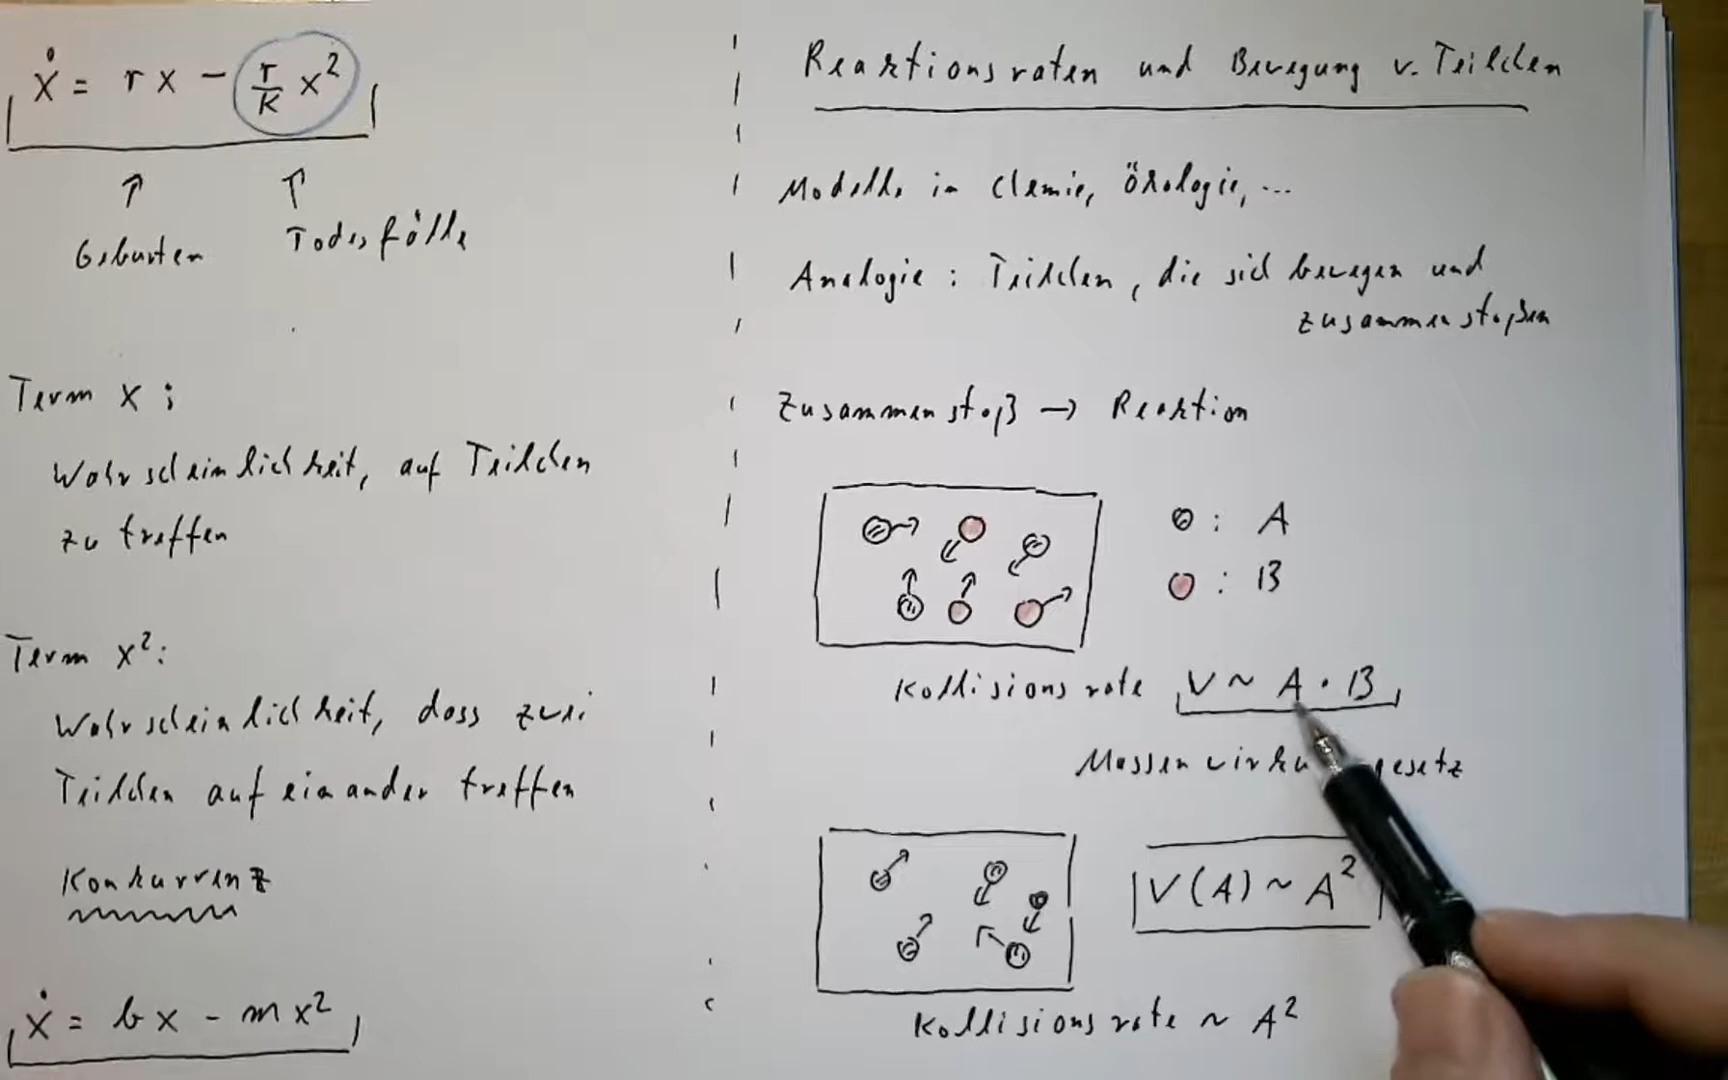 ẋ = r x - r/K x²
Geburten Todesfälle
Term x :
Wahrscheinlichkeit, auf Teilchen
zu treffen
Term x² :
Wahrscheinlichkeit, dass zwei
Teilchen aufeinander treffen
Konkurrenz
ẋ = b x - m x²
Reaktionsraten und Bewegung v. Teilchen
Modelle in Chemie, Ökologie, ...
Analogie : Teilchen, die sich bewegen und
zusammenstoßen
Zusammenstoß → Reaktion
: A
: B
Kollisionsrate V ~ A · B
V(A) ~ A²
Kollisionsrate ~ A²